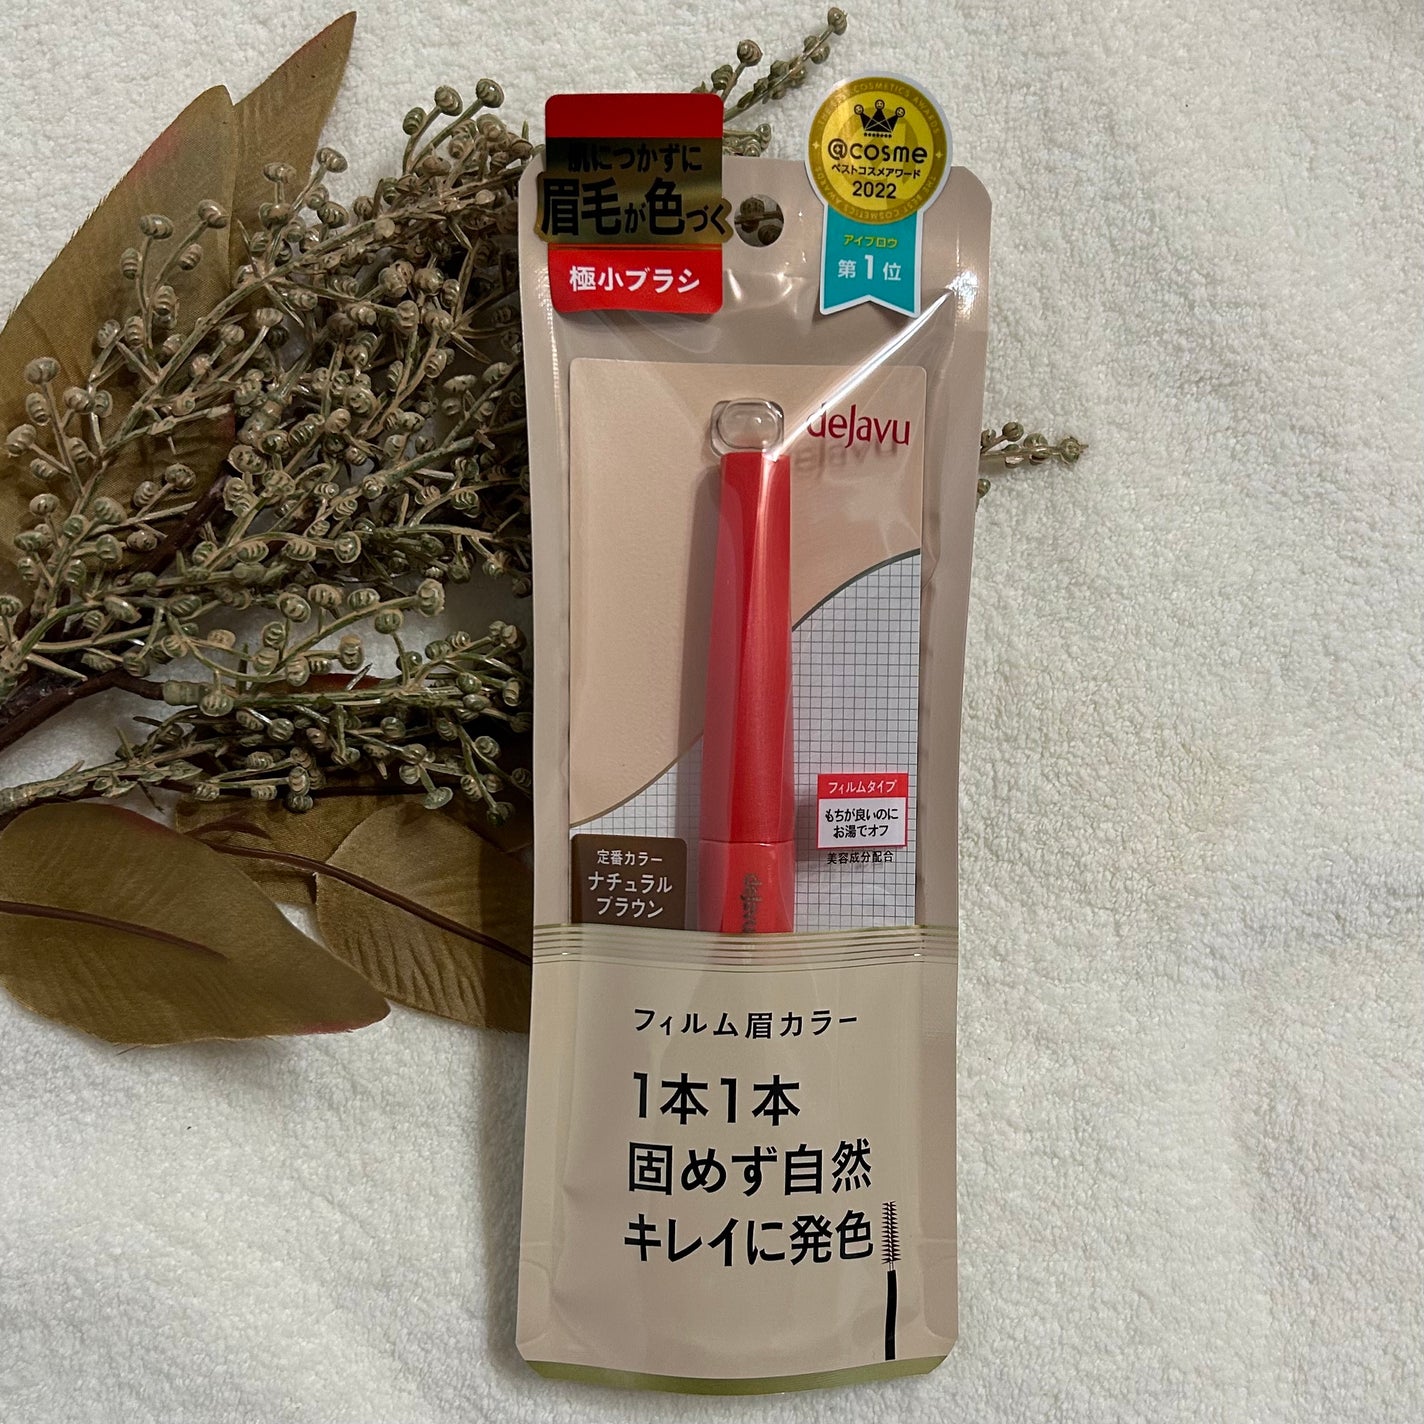 肌につかずに
眉毛が色づく
極小ブラシ
@cosme
ベストコスメアワード
2022
アイブロウ
第1位
dejavu
フィルムタイプ
もちが良いのに
お湯でオフ
美容成分配合
定番カラー
ナチュラル
ブラウン
dejavu
フィルム眉カラー
1本1本
固めず自然
キレイに発色